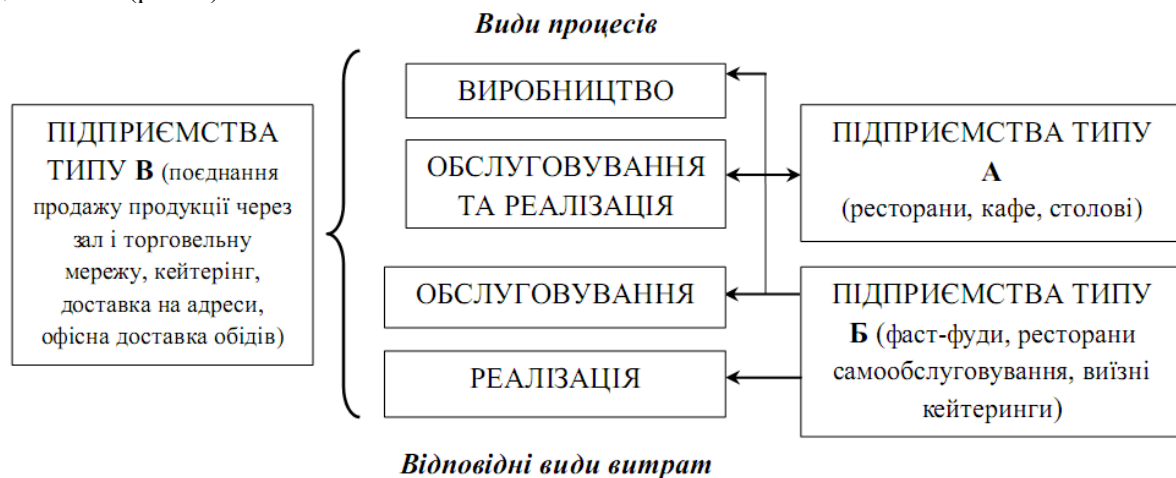 Види процесів
ПІДПРИЄМСТВА
ТИПУ В (поєднання
продажу продукції через
зал і торговельну
мережу, кейтерінг,
доставка на адреси,
офісна доставка обідів)
ВИРОБНИЦТВО
ОБСЛУГОВУВАННЯ
ТА РЕАЛІЗАЦІЯ
ОБСЛУГОВУВАННЯ
РЕАЛІЗАЦІЯ
ПІДПРИЄМСТВА ТИПУ
А
(ресторани, кафе, столові)
ПІДПРИЄМСТВА ТИПУ
Б (фаст-фуди, ресторани
самообслуговування, виїзні
кейтеринги)
Відповідні види витрат